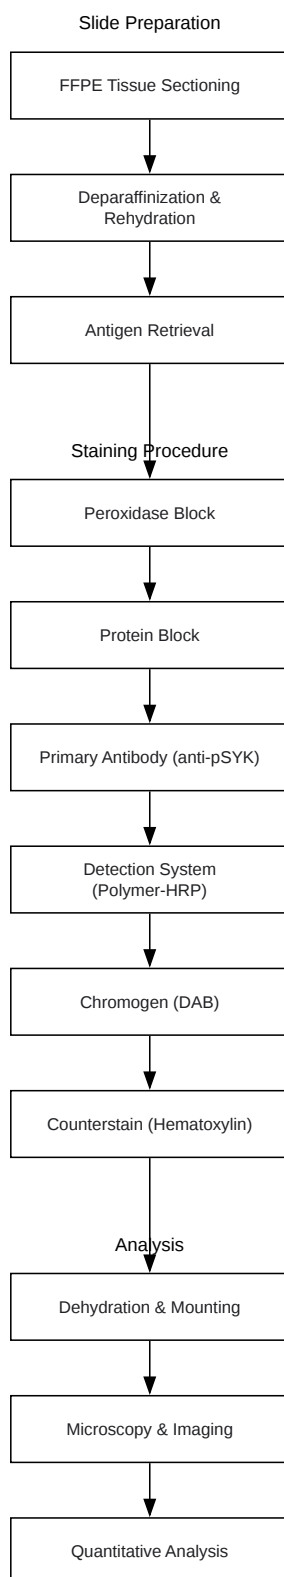 Slide Preparation
FFPE Tissue Sectioning
Deparaffinization &
Rehydration
Antigen Retrieval
Staining Procedure
Peroxidase Block
Protein Block
Primary Antibody (anti-pSYK)
Detection System
(Polymer-HRP)
Chromogen (DAB)
Counterstain (Hematoxylin)
Analysis
Dehydration & Mounting
Microscopy & Imaging
Quantitative Analysis